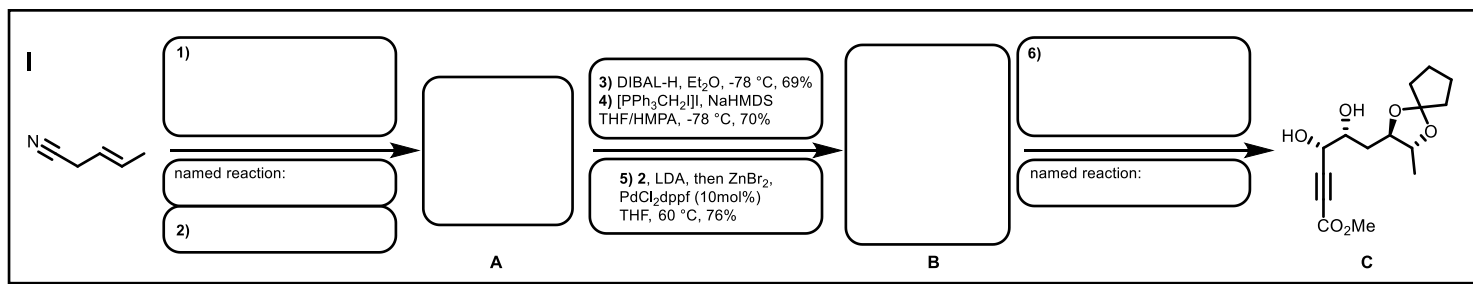 I
1)
named reaction:
2)
N
A
3) DIBAL-H, Et₂O, -78 °C, 69%
4) [PPh₃CH₂I]I, NaHMDS
THF/HMPA, -78 °C, 70%
5) 2, LDA, then ZnBr₂,
PdCl₂dppf (10mol%)
THF, 60 °C, 76%
B
6)
named reaction:
OH
HO
O
O
CO₂Me
C